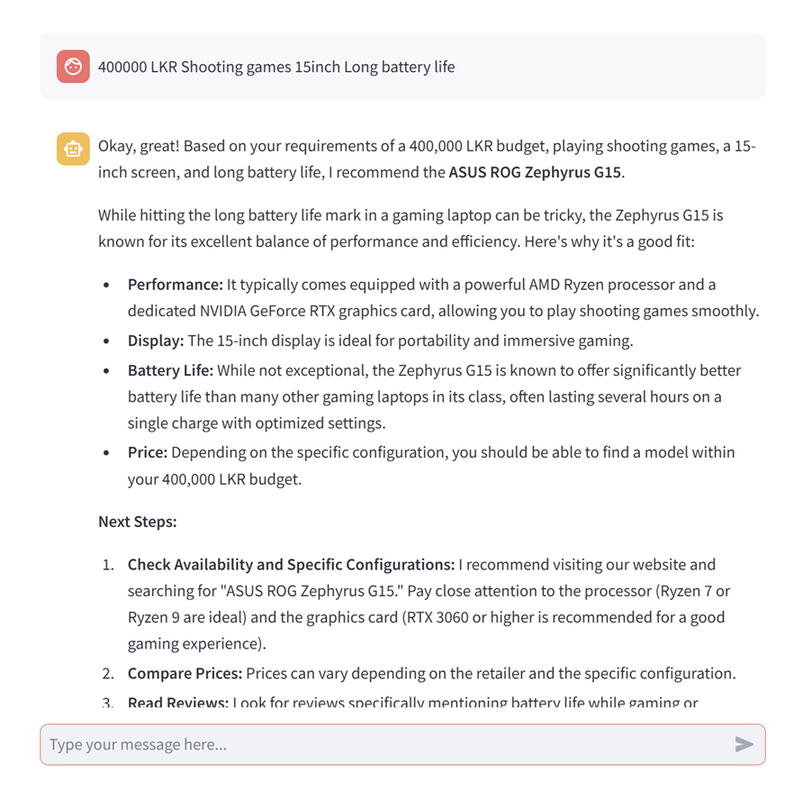 400000 LKR Shooting games 15inch Long battery life
Okay, great! Based on your requirements of a 400,000 LKR budget, playing shooting games, a 15-
inch screen, and long battery life, I recommend the ASUS ROG Zephyrus G15.
While hitting the long battery life mark in a gaming laptop can be tricky, the Zephyrus G15 is
known for its excellent balance of performance and efficiency. Here's why it's a good fit:
• Performance: It typically comes equipped with a powerful AMD Ryzen processor and a
dedicated NVIDIA GeForce RTX graphics card, allowing you to play shooting games smoothly.
• Display: The 15-inch display is ideal for portability and immersive gaming.
• Battery Life: While not exceptional, the Zephyrus G15 is known to offer significantly better
battery life than many other gaming laptops in its class, often lasting several hours on a
single charge with optimized settings.
• Price: Depending on the specific configuration, you should be able to find a model within
your 400,000 LKR budget.
Next Steps:
1. Check Availability and Specific Configurations: I recommend visiting our website and
searching for "ASUS ROG Zephyrus G15." Pay close attention to the processor (Ryzen 7 or
Ryzen 9 are ideal) and the graphics card (RTX 3060 or higher is recommended for a good
gaming experience).
2. Compare Prices: Prices can vary depending on the retailer and the specific configuration.
3. Read Reviews: Look for reviews specifically mentioning battery life while gaming or
Type your message here...